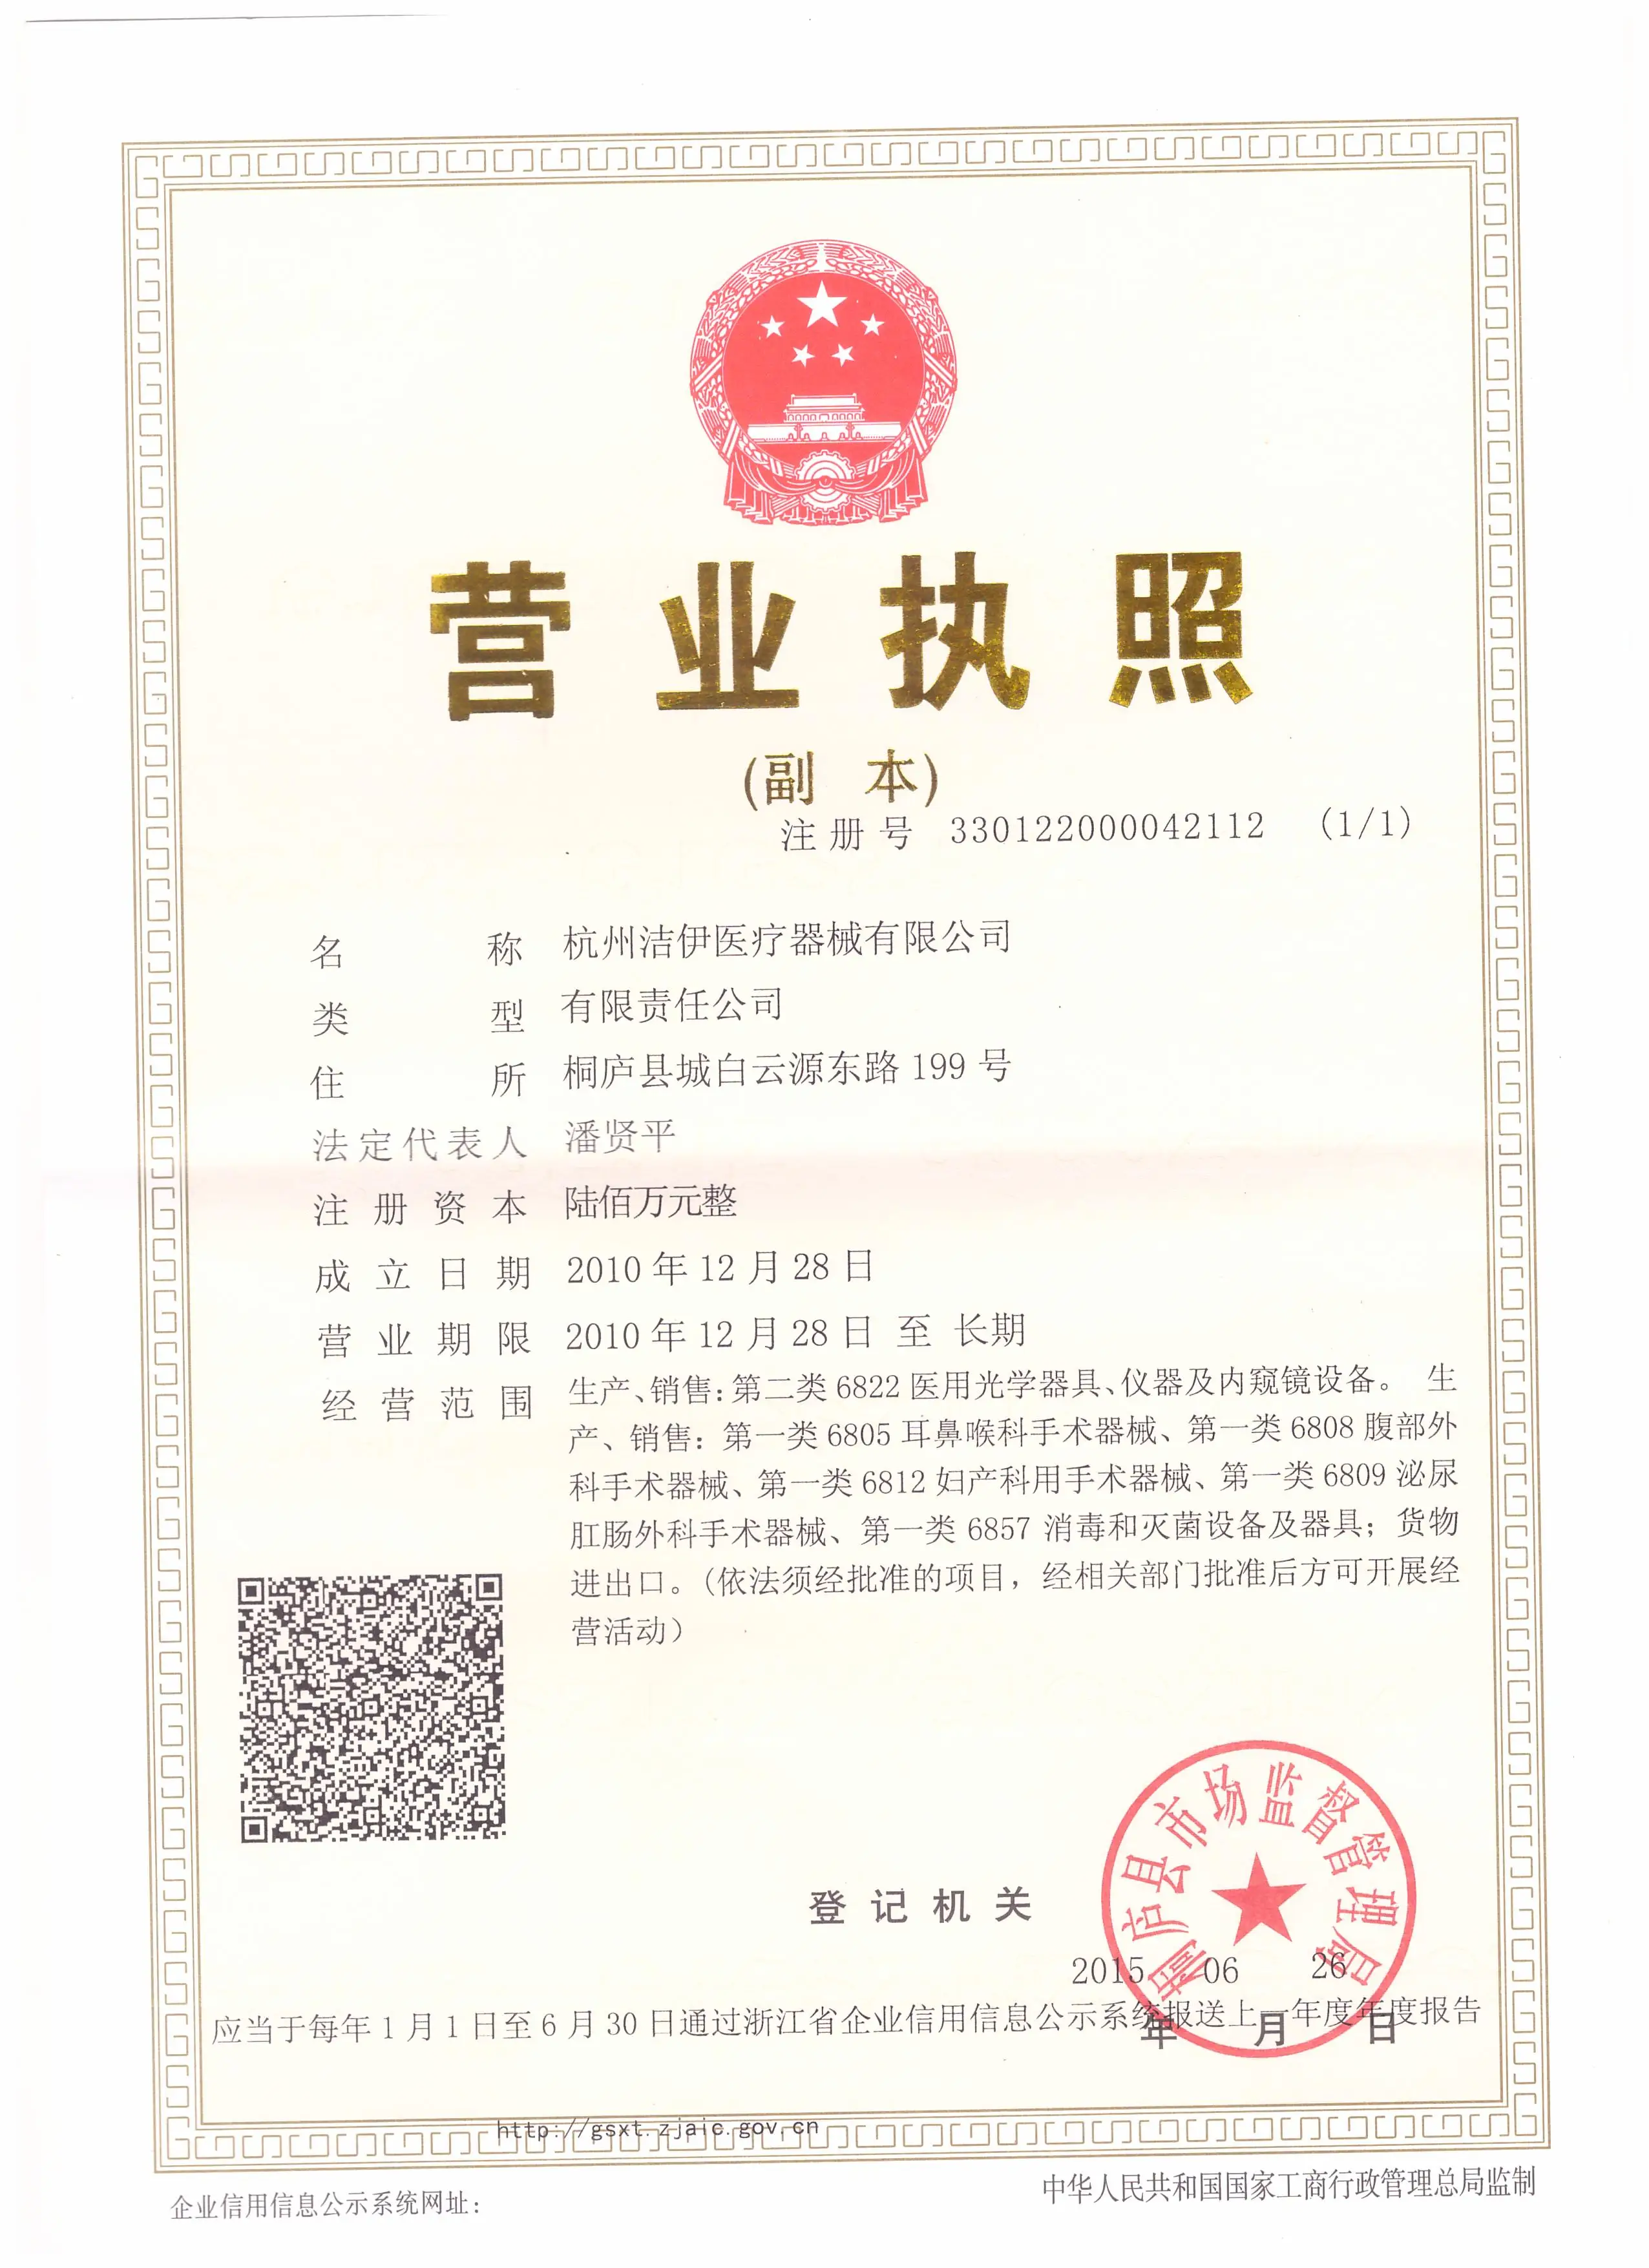 营业执照
(副 本)
注册号 330122000042112 (1/1)
名称 杭州洁伊医疗器械有限公司
类型 有限责任公司
住所 桐庐县城白云源东路 199 号
法定代表人 潘贤平
注册资本 陆佰万元整
成立日期 2010 年 12 月 28 日
营业期限 2010 年 12 月 28 日 至 长期
经营范围 生产、销售:第二类 6822 医用光学器具、仪器及内窥镜设备。 生
产、销售: 第一类 6805 耳鼻喉科手术器械、第一类 6808 腹部外
科手术器械、第一类 6812 妇产科用手术器械、第一类 6809 泌尿
肛肠外科手术器械、第一类 6857 消毒和灭菌设备及器具; 货物
进出口。(依法须经批准的项目, 经相关部门批准后方可开展经
营活动)
桐庐县市场监督管理局
登记机关
2015 06 26
年 月 日
应当于每年 1 月 1 日至 6 月 30 日通过浙江省企业信用信息公示系统报送上一年度年度报告
http://gsxt.zjaic.gov.cn
企业信用信息公示系统网址:
中华人民共和国国家工商行政管理总局监制